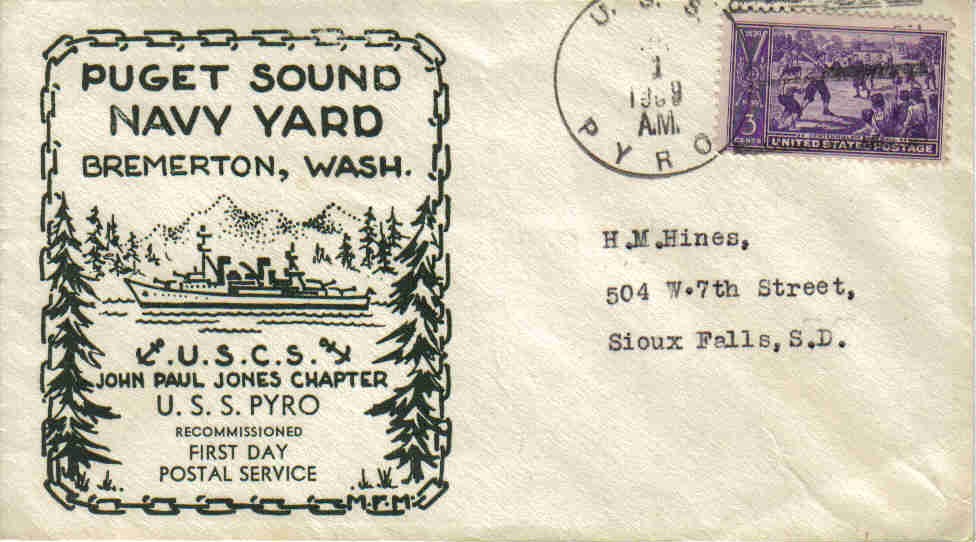 PUGET SOUND
NAVY YARD
BREMERTON, WASH.
U.S.C.S.
JOHN PAUL JONES CHAPTER
U. S. S. PYRO
RECOMMISSIONED
FIRST DAY
POSTAL SERVICE
M.F.M.
U. S. S.
1
1939
A.M.
PYRO
3
CENTS
UNITED STATES POSTAGE
H.M.Hines,
504 W.7th Street,
Sioux Falls, S.D.